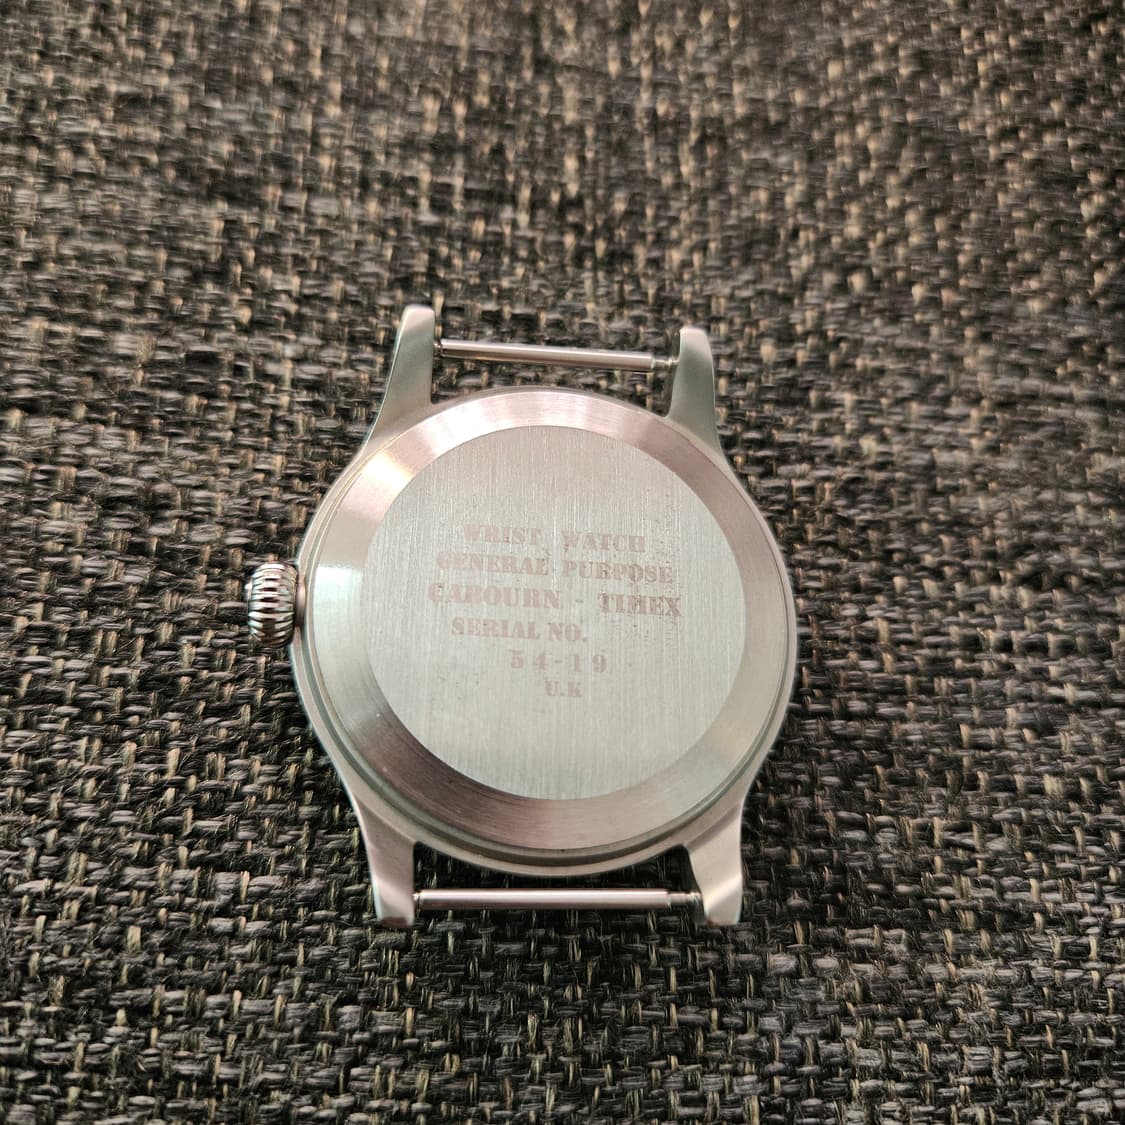 WRIST. WATCH
GENERAL PURPOSE
CABOURN - TIMEX
SERIAL NO.
54-19
U.K